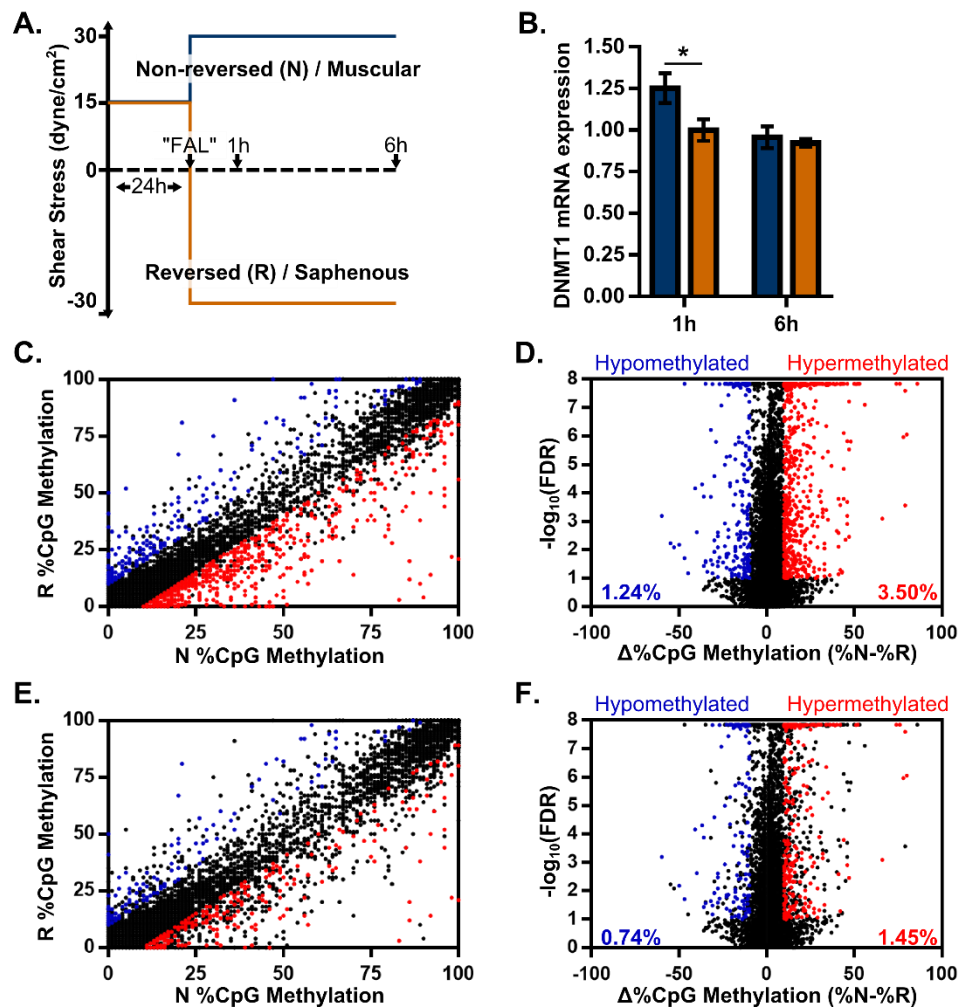 A.
Shear Stress (dyne/cm²)
30
15
0
-30
Non-reversed (N) / Muscular
"FAL" 1h 6h
24h
Reversed (R) / Saphenous
B.
DNMT1 mRNA expression
1.50
1.25
1.00
0.75
0.50
0.25
0.00
*
1h 6h
C.
R %CpG Methylation
100
75
50
25
0
0 25 50 75 100
N %CpG Methylation
D.
Hypomethylated Hypermethylated
-log₁₀(FDR)
8
7
6
5
4
3
2
1
0
1.24% 3.50%
-100 -50 0 50 100
Δ%CpG Methylation (%N-%R)
E.
R %CpG Methylation
100
75
50
25
0
0 25 50 75 100
N %CpG Methylation
F.
Hypomethylated Hypermethylated
-log₁₀(FDR)
8
7
6
5
4
3
2
1
0
0.74% 1.45%
-100 -50 0 50 100
Δ%CpG Methylation (%N-%R)